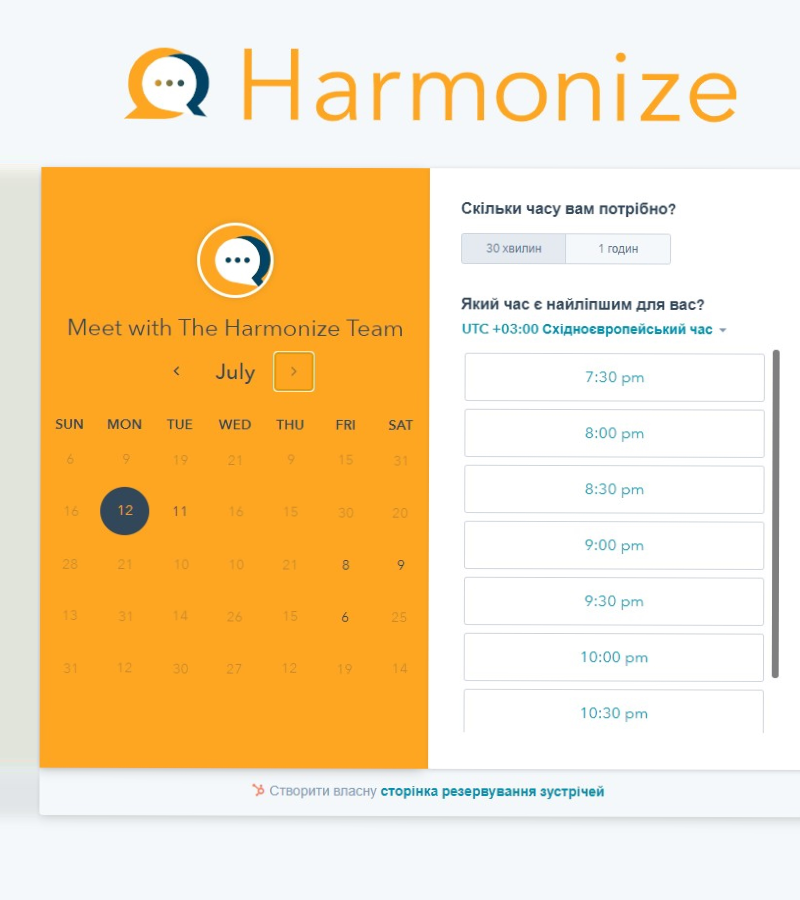 Harmonize
Meet with The Harmonize Team
July
SUN MON TUE WED THU FRI SAT
6 9 19 21 9 15 31
16 12 11 16 15 30 20
28 21 10 10 21 8 9
13 31 14 26 15 6 25
31 12 30 27 12 19 14
Скільки часу вам потрібно?
30 хвилин 1 годин
Який час є найліпшим для вас?
UTC +03:00 Східноєвропейський час
7:30 pm
8:00 pm
8:30 pm
9:00 pm
9:30 pm
10:00 pm
10:30 pm
Створити власну сторінка резервування зустрічей